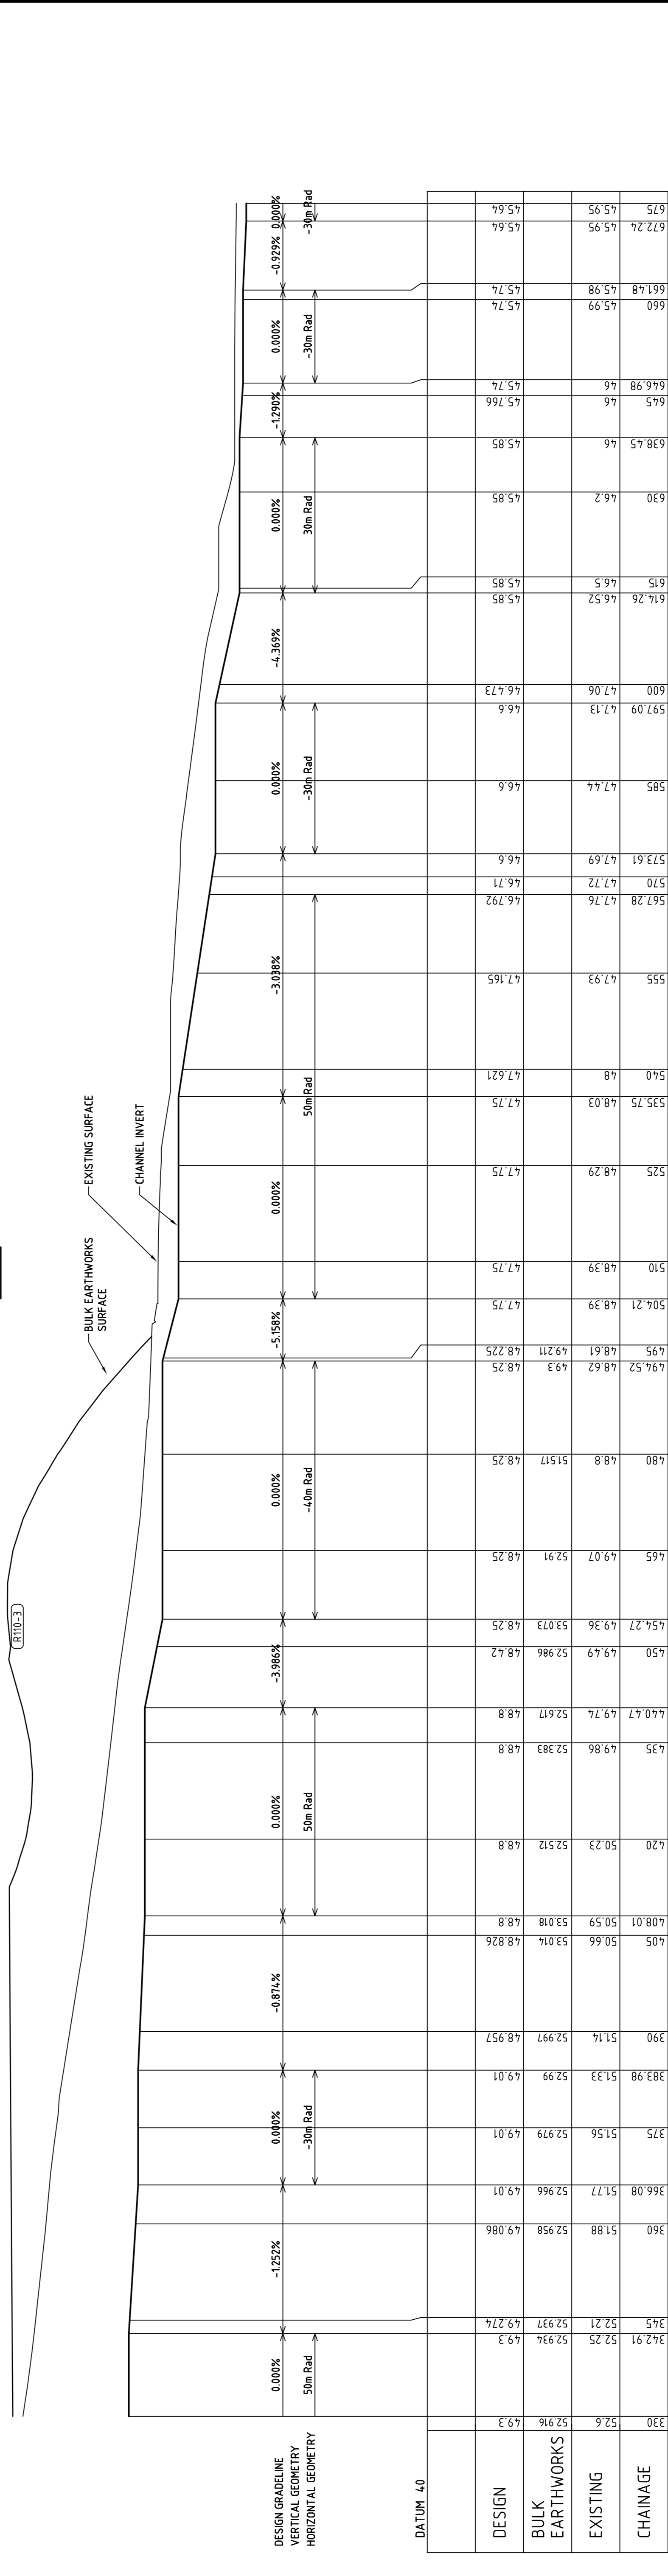 R110-3
BULK EARTHWORKS
SURFACE
EXISTING SURFACE
CHANNEL INVERT
DESIGN GRADELINE
VERTICAL GEOMETRY
0.000% -1.252% 0.000% -0.874% 0.000% -3.986% 0.000% -5.158% 0.000% -3.038% 0.000% -4.369% 0.000% -1.290% 0.000% -0.929% 0.000%
HORIZONTAL GEOMETRY
50m Rad -30m Rad 50m Rad -40m Rad 50m Rad -30m Rad 30m Rad -30m Rad -30m Rad
DATUM 40
DESIGN 49.3 49.3 49.274 49.086 49.01 49.01 49.01 48.957 48.826 48.8 48.8 48.8 48.8 48.42 48.25 48.25 48.25 48.25 48.225 47.75 47.75 47.75 47.75 47.621 47.165 46.792 46.71 46.6 46.6 46.6 46.473 45.85 45.85 45.85 45.85 45.766 45.74 45.74 45.74 45.64 45.64
BULK
EARTHWORKS 52.916 52.934 52.937 52.958 52.966 52.979 52.99 52.997 53.014 53.018 52.512 52.383 52.617 52.986 53.073 52.91 51.517 49.3 49.211
EXISTING 52.6 52.25 52.21 51.88 51.77 51.56 51.33 51.14 50.66 50.59 50.23 49.86 49.74 49.49 49.36 49.07 48.8 48.62 48.61 48.39 48.39 48.29 48.03 48 47.93 47.76 47.72 47.69 47.44 47.13 47.06 46.52 46.5 46.2 46 46 46 45.99 45.98 45.95 45.95
CHAINAGE 330 342.91 345 360 366.08 375 383.98 390 405 408.01 420 435 440.47 450 454.27 465 480 494.52 495 504.21 510 525 535.75 540 555 567.28 570 573.61 585 597.09 600 614.26 615 630 638.45 645 646.98 660 661.48 672.24 675